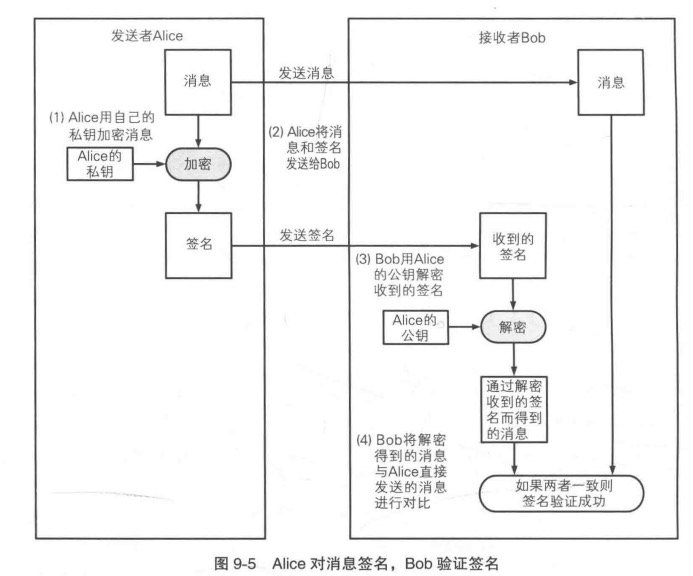 发送者Alice
接收者Bob
消息
发送消息
消息
(1) Alice用自己的
私钥加密消息
(2) Alice将消
息和签名
发送给Bob
Alice的
私钥
加密
签名
发送签名
收到的
签名
(3) Bob用Alice
的公钥解密
收到的签名
Alice的
公钥
解密
通过解密
收到的签
名而得到
的消息
(4) Bob将解密
得到的消息
与Alice直接
发送的消息
进行对比
如果两者一致则
签名验证成功
图 9-5 Alice 对消息签名，Bob 验证签名